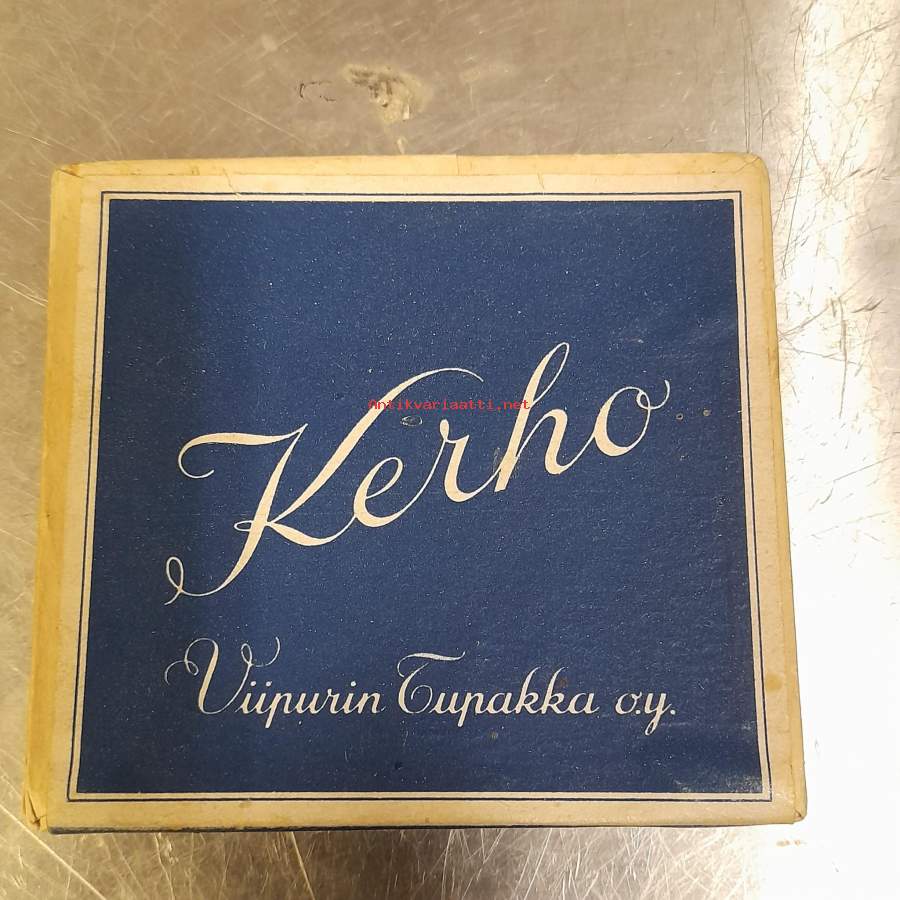 Kerho
Antikvariaatti.net
Viipurin Tupakka o.y.